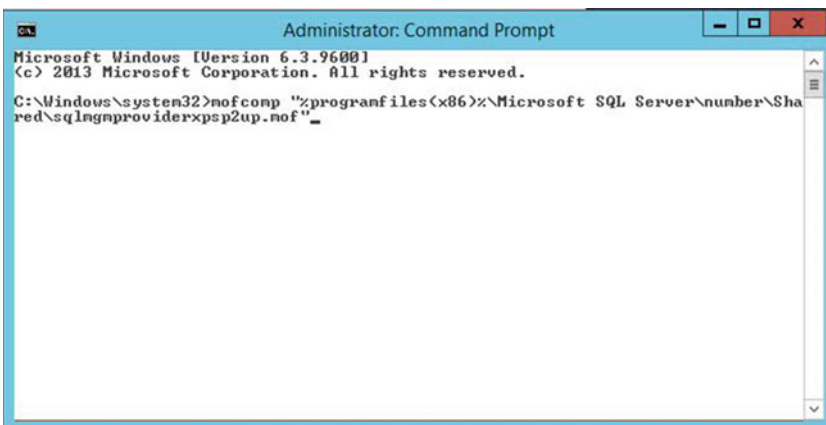 Administrator: Command Prompt
Microsoft Windows [Version 6.3.9600]
(c) 2013 Microsoft Corporation. All rights reserved.
C:\Windows\system32>mofcomp "%programfiles(x86)%\Microsoft SQL Server\number\Sha
red\sqlmgmproviderxpsp2up.mof"_